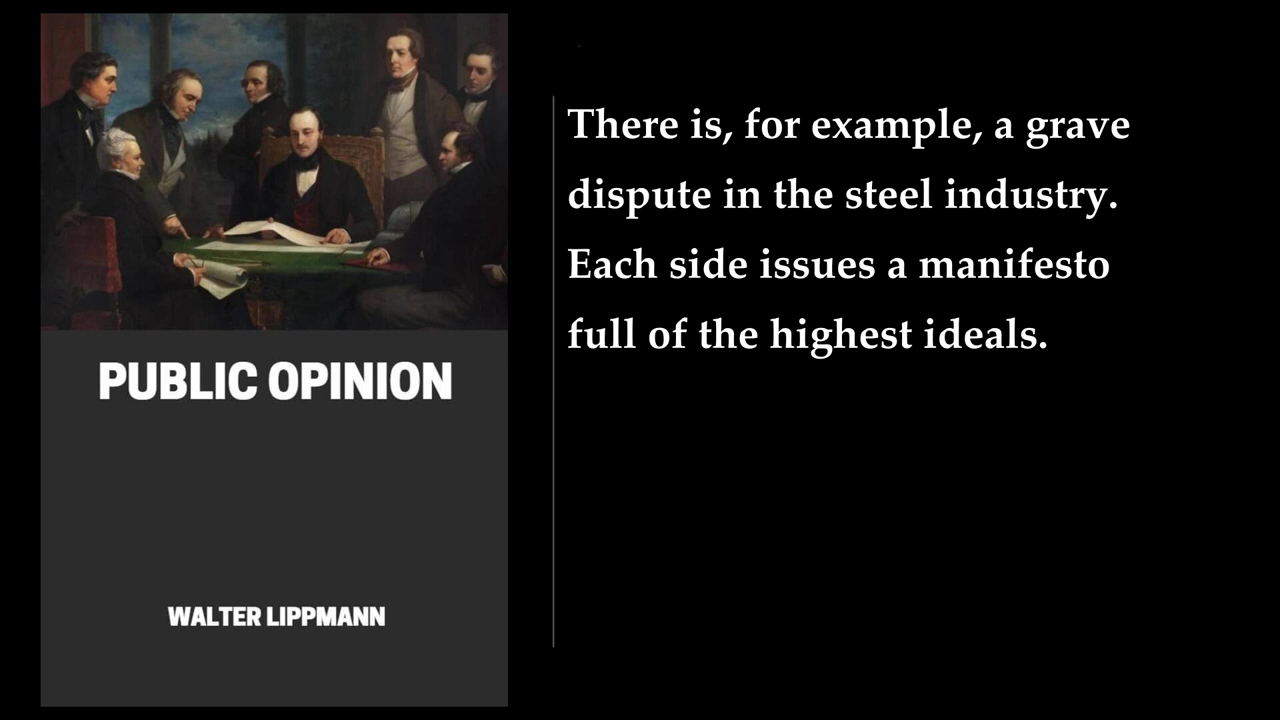 PUBLIC OPINION
WALTER LIPPMANN
There is, for example, a grave
dispute in the steel industry.
Each side issues a manifesto
full of the highest ideals.